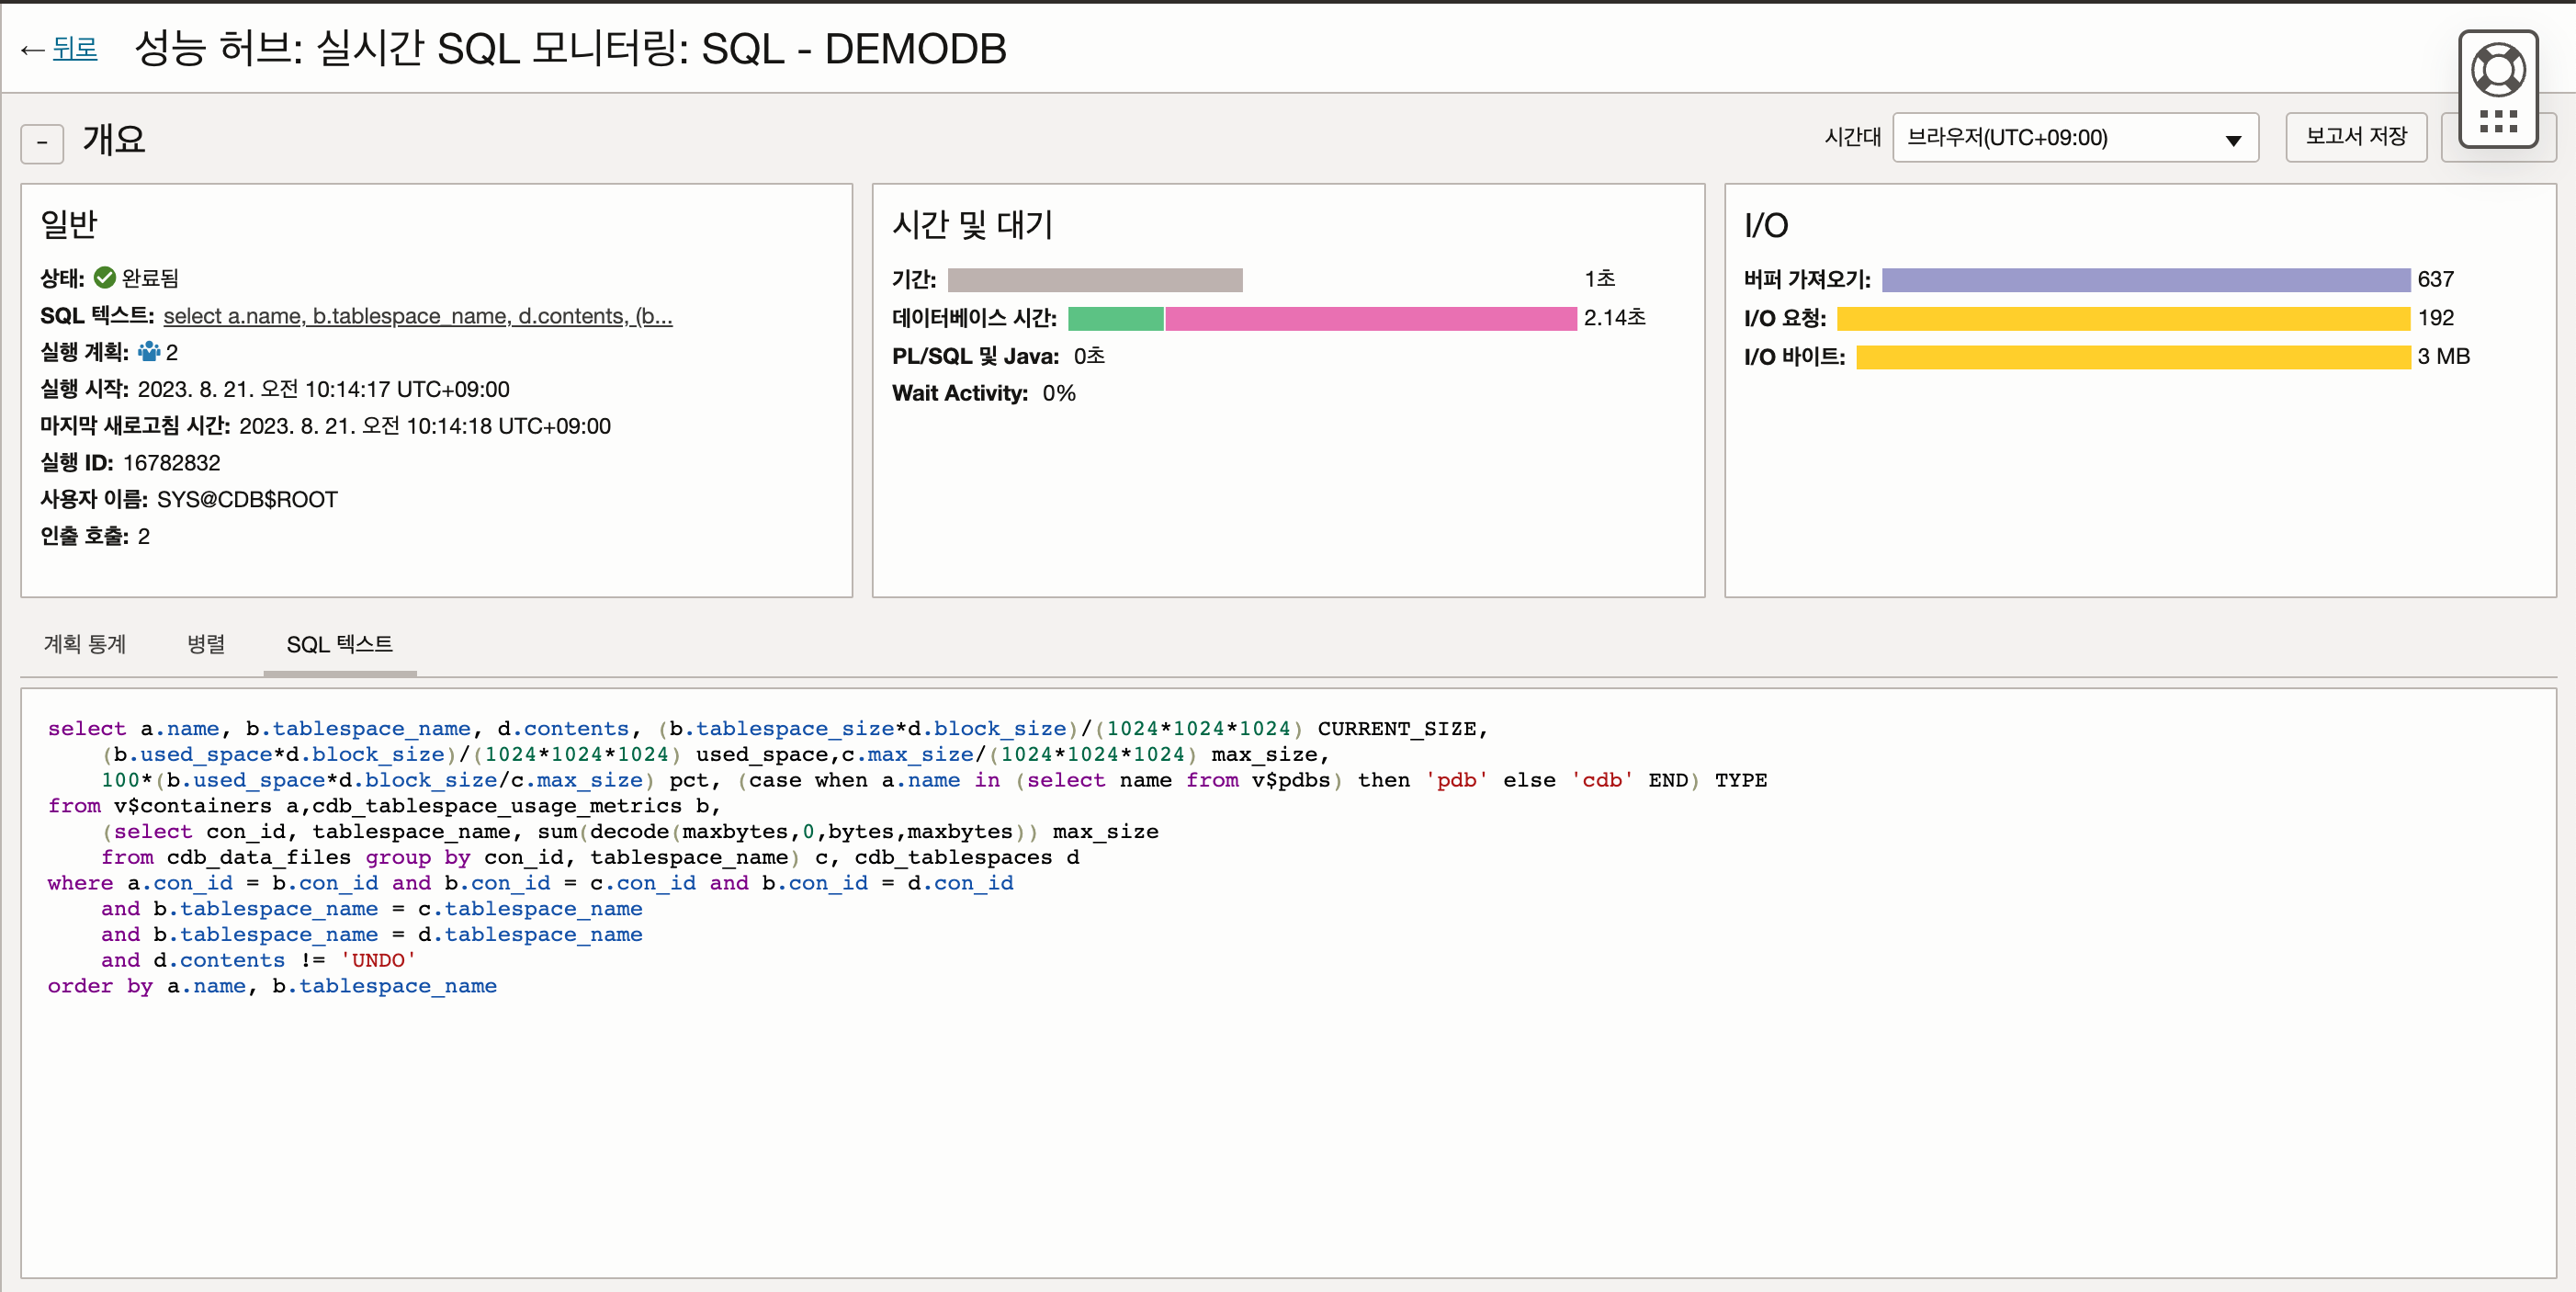 ← 뒤로 성능 허브: 실시간 SQL 모니터링: SQL - DEMODB
- 개요 시간대 브라우저(UTC+09:00) 보고서 저장
일반
상태: 완료됨
SQL 텍스트: select a.name, b.tablespace_name, d.contents, (b...
실행 계획: 2
실행 시작: 2023. 8. 21. 오전 10:14:17 UTC+09:00
마지막 새로고침 시간: 2023. 8. 21. 오전 10:14:18 UTC+09:00
실행 ID: 16782832
사용자 이름: SYS@CDB$ROOT
인출 호출: 2
시간 및 대기
기간: 1초
데이터베이스 시간: 2.14초
PL/SQL 및 Java: 0초
Wait Activity: 0%
I/O
버퍼 가져오기: 637
I/O 요청: 192
I/O 바이트: 3 MB
계획 통계 병렬 SQL 텍스트
select a.name, b.tablespace_name, d.contents, (b.tablespace_size*d.block_size)/(1024*1024*1024) CURRENT_SIZE,
(b.used_space*d.block_size)/(1024*1024*1024) used_space,c.max_size/(1024*1024*1024) max_size,
100*(b.used_space*d.block_size/c.max_size) pct, (case when a.name in (select name from v$pdbs) then 'pdb' else 'cdb' END) TYPE
from v$containers a,cdb_tablespace_usage_metrics b,
(select con_id, tablespace_name, sum(decode(maxbytes,0,bytes,maxbytes)) max_size
from cdb_data_files group by con_id, tablespace_name) c, cdb_tablespaces d
where a.con_id = b.con_id and b.con_id = c.con_id and b.con_id = d.con_id
and b.tablespace_name = c.tablespace_name
and b.tablespace_name = d.tablespace_name
and d.contents != 'UNDO'
order by a.name, b.tablespace_name